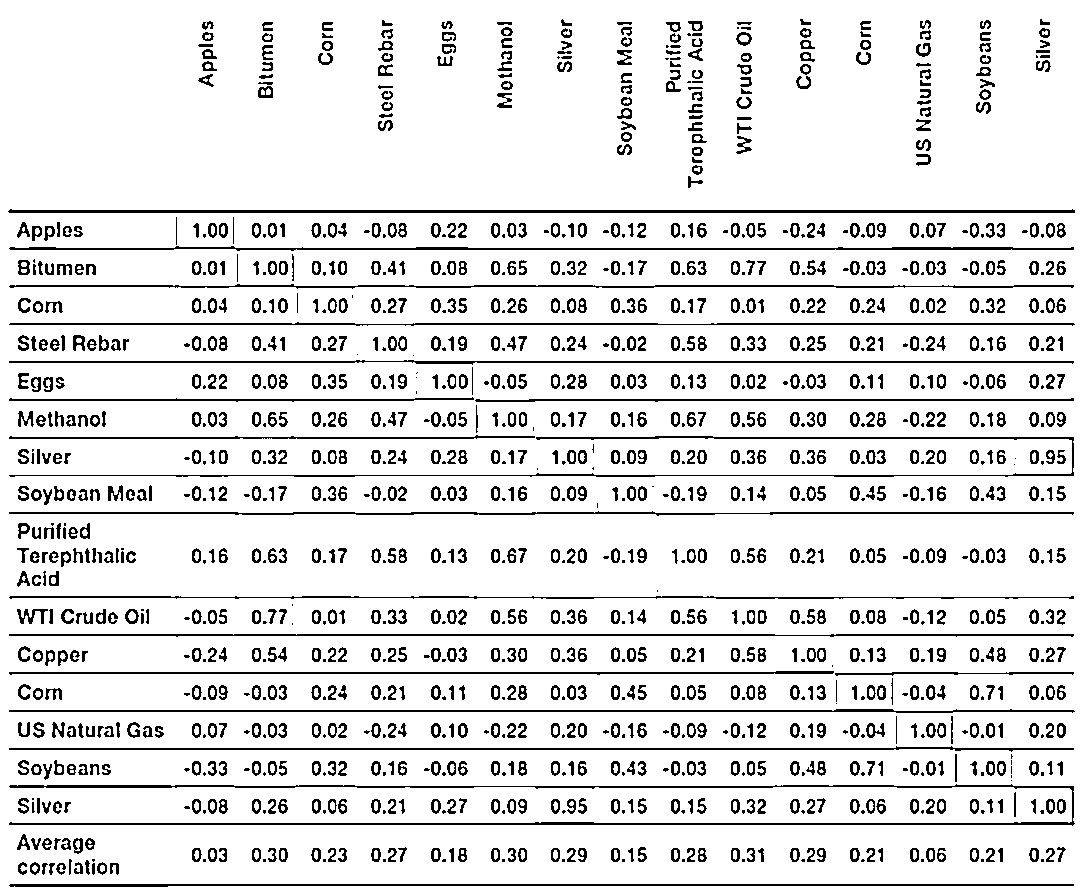 Apples Bitumen Corn Steel Rebar Eggs Methanol Silver Soybean Meal Purified Terephthalic Acid WTI Crude Oil Copper Corn US Natural Gas Soybeans Silver
Apples 1.00 0.01 0.04 -0.08 0.22 0.03 -0.10 -0.12 0.16 -0.05 -0.24 -0.09 0.07 -0.33 -0.08
Bitumen 0.01 1.00 0.10 0.41 0.08 0.65 0.32 -0.17 0.63 0.77 0.54 -0.03 -0.03 -0.05 0.26
Corn 0.04 0.10 1.00 0.27 0.35 0.26 0.08 0.36 0.17 0.01 0.22 0.24 0.02 0.32 0.06
Steel Rebar -0.08 0.41 0.27 1.00 0.19 0.47 0.24 -0.02 0.58 0.33 0.25 0.21 -0.24 0.16 0.21
Eggs 0.22 0.08 0.35 0.19 1.00 -0.05 0.28 0.03 0.13 0.02 -0.03 0.11 0.10 -0.06 0.27
Methanol 0.03 0.65 0.26 0.47 -0.05 1.00 0.17 0.16 0.67 0.56 0.30 0.28 -0.22 0.18 0.09
Silver -0.10 0.32 0.08 0.24 0.28 0.17 1.00 0.09 0.20 0.36 0.36 0.03 0.20 0.16 0.95
Soybean Meal -0.12 -0.17 0.36 -0.02 0.03 0.16 0.09 1.00 -0.19 0.14 0.05 0.45 -0.16 0.43 0.15
Purified
Terephthalic 0.16 0.63 0.17 0.58 0.13 0.67 0.20 -0.19 1.00 0.56 0.21 0.05 -0.09 -0.03 0.15
Acid
WTI Crude Oil -0.05 0.77 0.01 0.33 0.02 0.56 0.36 0.14 0.56 1.00 0.58 0.08 -0.12 0.05 0.32
Copper -0.24 0.54 0.22 0.25 -0.03 0.30 0.36 0.05 0.21 0.58 1.00 0.13 0.19 0.48 0.27
Corn -0.09 -0.03 0.24 0.21 0.11 0.28 0.03 0.45 0.05 0.08 0.13 1.00 -0.04 0.71 0.06
US Natural Gas 0.07 -0.03 0.02 -0.24 0.10 -0.22 0.20 -0.16 -0.09 -0.12 0.19 -0.04 1.00 -0.01 0.20
Soybeans -0.33 -0.05 0.32 0.16 -0.06 0.18 0.16 0.43 -0.03 0.05 0.48 0.71 -0.01 1.00 0.11
Silver -0.08 0.26 0.06 0.21 0.27 0.09 0.95 0.15 0.15 0.32 0.27 0.06 0.20 0.11 1.00
Average
correlation 0.03 0.30 0.23 0.27 0.18 0.30 0.29 0.15 0.28 0.31 0.29 0.21 0.06 0.21 0.27